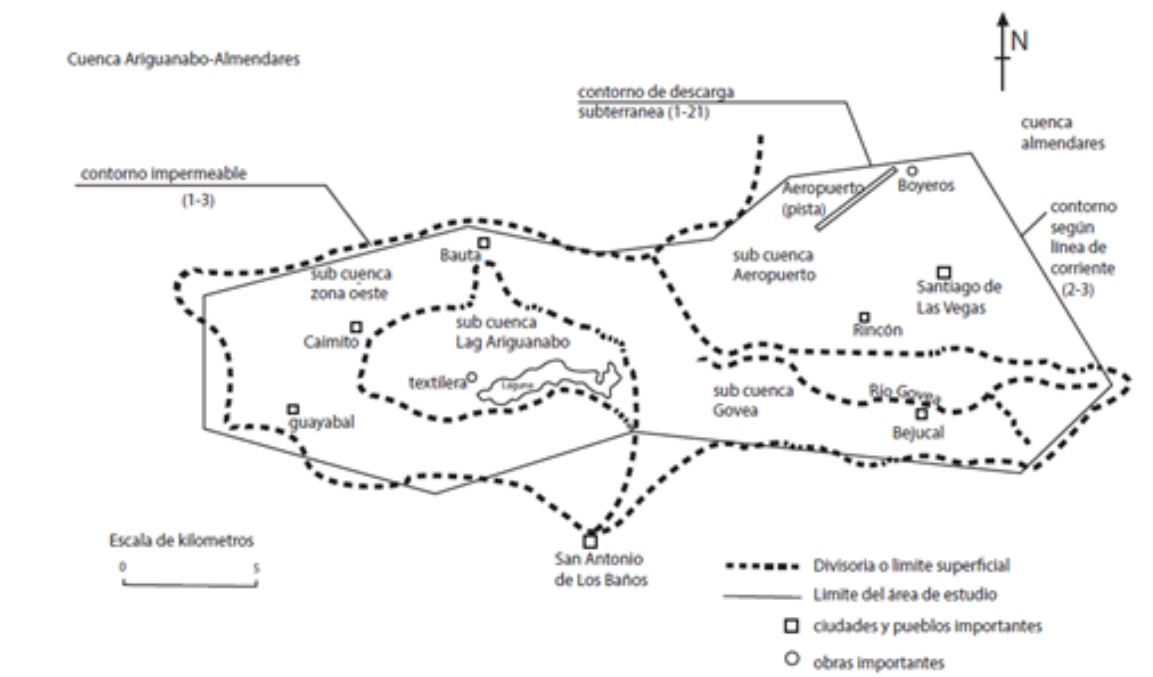 N
Cuenca Ariguanabo-Almendares
contorno de descarga
subterranea (1-21)
cuenca
almendares
contorno impermeable
(1-3)
Aeropuerto
(pista)
Boyeros
contorno
según
línea de
corriente
(2-3)
Bauta
sub cuenca
Aeropuerto
sub cuenca
zona oeste
Santiago de
Las Vegas
sub cuenca
Lag Ariguanabo
Rincón
Caimito
textilera
Laguna
sub cuenca
Govea
Río Govea
guayabal
Bejucal
Escala de kilometros
0 5
San Antonio
de Los Baños
Divisoria o limite superficial
Limite del área de estudio
ciudades y pueblos importantes
obras importantes